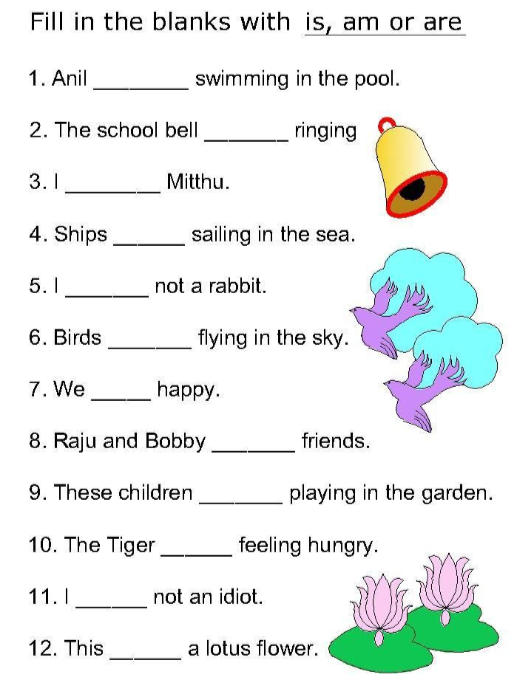 Fill in the blanks with is, am or are
1. Anil ________ swimming in the pool.
2. The school bell _______ ringing
3. I ________ Mitthu.
4. Ships ______ sailing in the sea.
5. I _______ not a rabbit.
6. Birds _______ flying in the sky.
7. We _____ happy.
8. Raju and Bobby _______ friends.
9. These children _______ playing in the garden.
10. The Tiger ______ feeling hungry.
11. I ______ not an idiot.
12. This ______ a lotus flower.